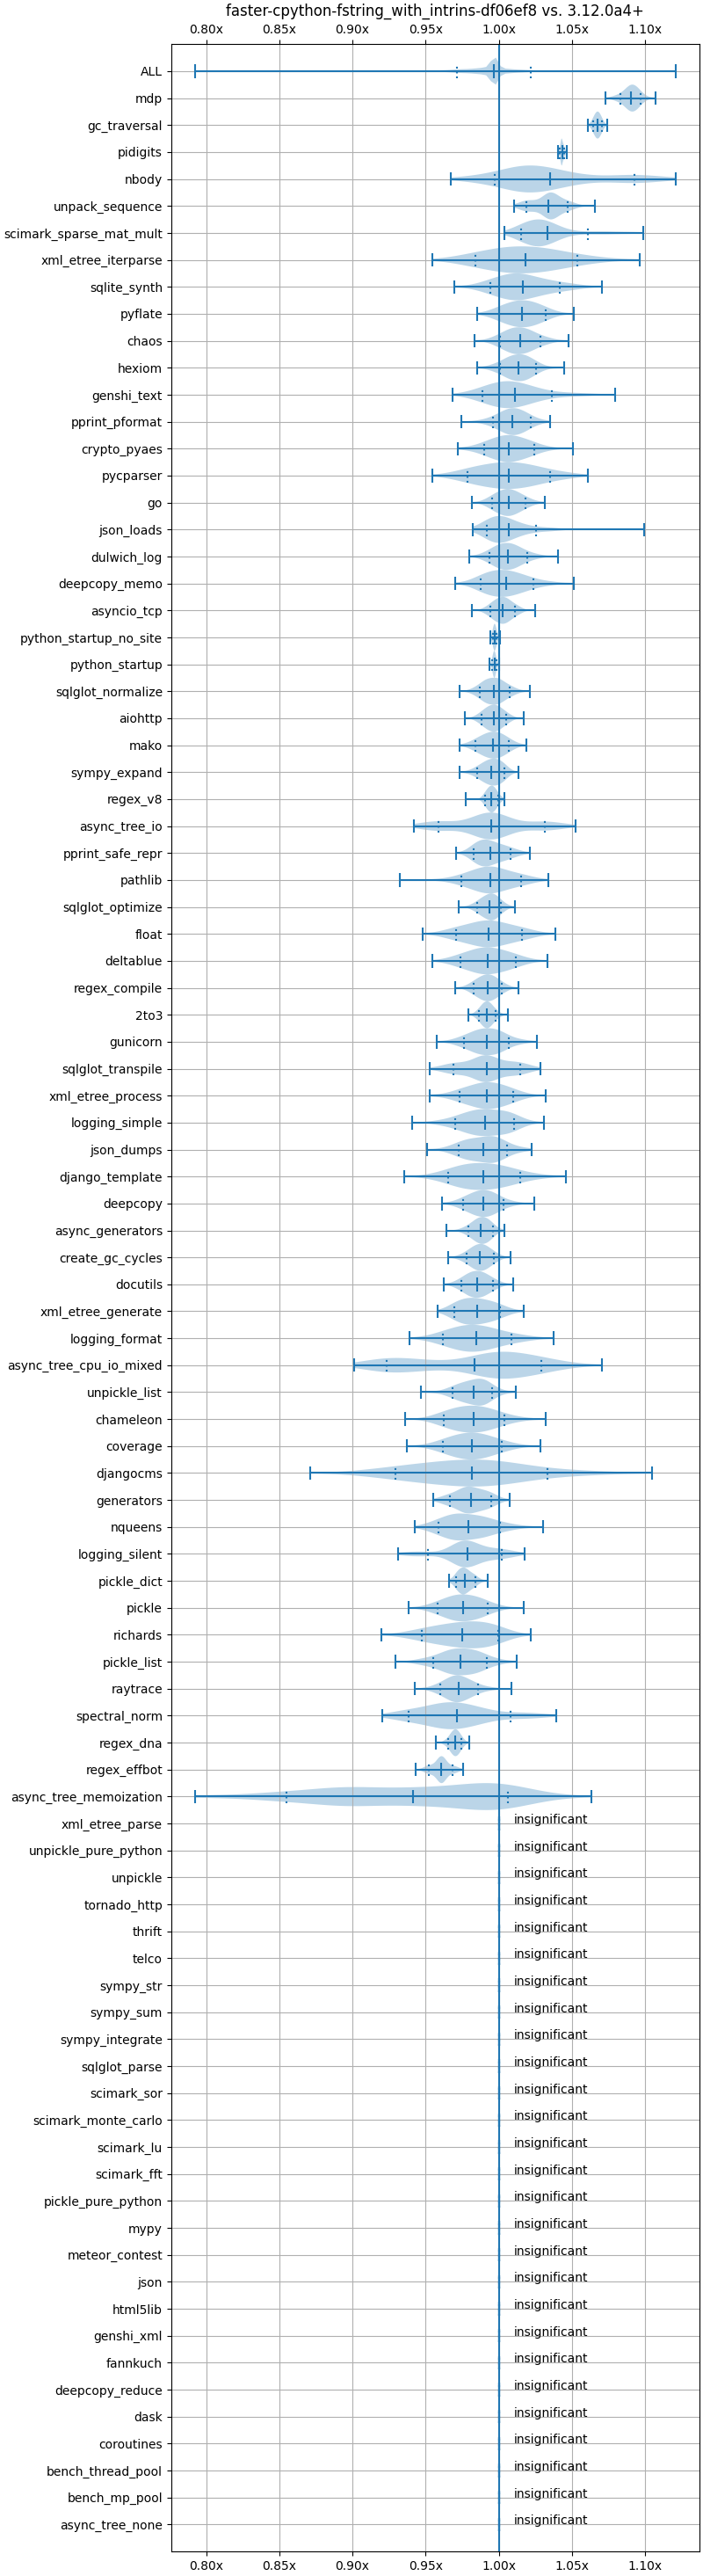 faster-cpython-fstring_with_intrins-df06ef8 vs. 3.12.0a4+
0.80x 0.85x 0.90x 0.95x 1.00x 1.05x 1.10x
ALL
mdp
gc_traversal
pidigits
nbody
unpack_sequence
scimark_sparse_mat_mult
xml_etree_iterparse
sqlite_synth
pyflate
chaos
hexiom
genshi_text
pprint_pformat
crypto_pyaes
pycparser
go
json_loads
dulwich_log
deepcopy_memo
asyncio_tcp
python_startup_no_site
python_startup
sqlglot_normalize
aiohttp
mako
sympy_expand
regex_v8
async_tree_io
pprint_safe_repr
pathlib
sqlglot_optimize
float
deltablue
regex_compile
2to3
gunicorn
sqlglot_transpile
xml_etree_process
logging_simple
json_dumps
django_template
deepcopy
async_generators
create_gc_cycles
docutils
xml_etree_generate
logging_format
async_tree_cpu_io_mixed
unpickle_list
chameleon
coverage
djangocms
generators
nqueens
logging_silent
pickle_dict
pickle
richards
pickle_list
raytrace
spectral_norm
regex_dna
regex_effbot
async_tree_memoization
xml_etree_parse insignificant
unpickle_pure_python insignificant
unpickle insignificant
tornado_http insignificant
thrift insignificant
telco insignificant
sympy_str insignificant
sympy_sum insignificant
sympy_integrate insignificant
sqlglot_parse insignificant
scimark_sor insignificant
scimark_monte_carlo insignificant
scimark_lu insignificant
scimark_fft insignificant
pickle_pure_python insignificant
mypy insignificant
meteor_contest insignificant
json insignificant
html5lib insignificant
genshi_xml insignificant
fannkuch insignificant
deepcopy_reduce insignificant
dask insignificant
coroutines insignificant
bench_thread_pool insignificant
bench_mp_pool insignificant
async_tree_none insignificant
0.80x 0.85x 0.90x 0.95x 1.00x 1.05x 1.10x